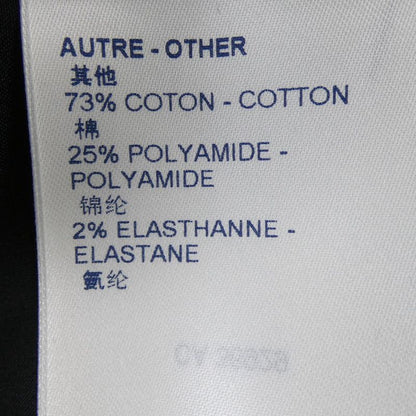 AUTRE - OTHER
其他
73% COTON - COTTON
棉
25% POLYAMIDE -
POLYAMIDE
锦纶
2% ELASTHANNE -
ELASTANE
氨纶